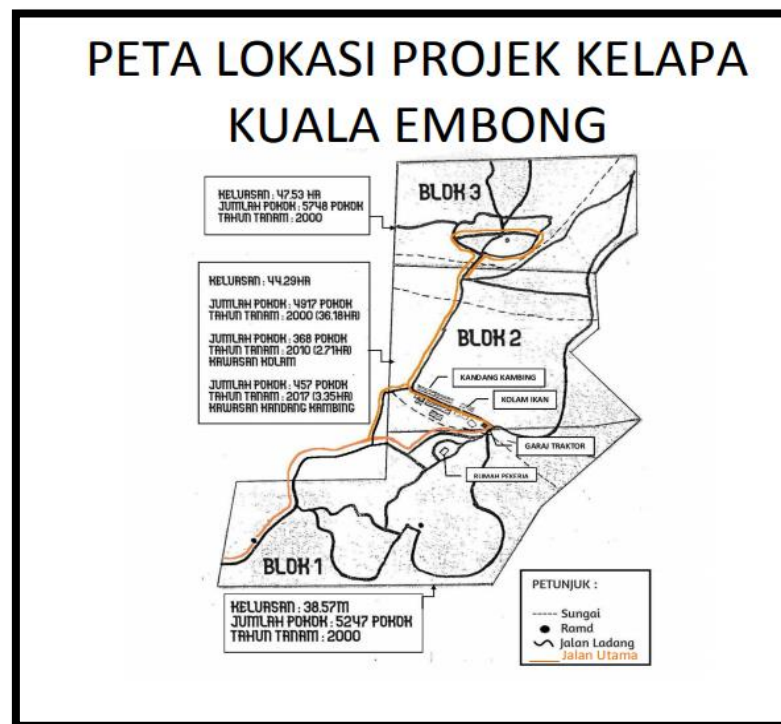 PETA LOKASI PROJEK KELAPA
KUALA EMBONG
KELUASAN : 47.53 HA
JUMLAH POKOK : 5748 POKOK
TAHUN TANAM : 2000
BLOK 3
KELUASAN : 44.29HA
JUMLAH POKOK : 4917 POKOK
TAHUN TANAM : 2000 (36.18HA)
JUMLAH POKOK : 368 POKOK
TAHUN TANAM : 2010 (2.71HA)
KAWASAN KOLAM
JUMLAH POKOK : 457 POKOK
TAHUN TANAM : 2017 (3.35HA)
KAWASAN KANDANG KAMBING
BLOK 2
KANDANG KAMBING
KOLAM IKAN
GARAJ TRAKTOR
RUMAH PEKERJA
BLOK 1
KELUASAN : 38.57M
JUMLAH POKOK : 5247 POKOK
TAHUN TANAM : 2000
PETUNJUK :
Sungai
Ramd
Jalan Ladang
Jalan Utama